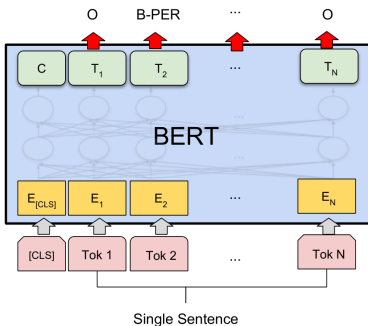 O B-PER ... O
C T1 T2 ... TN
BERT
E[CLS] E1 E2 ... EN
[CLS] Tok 1 Tok 2 ... Tok N
Single Sentence